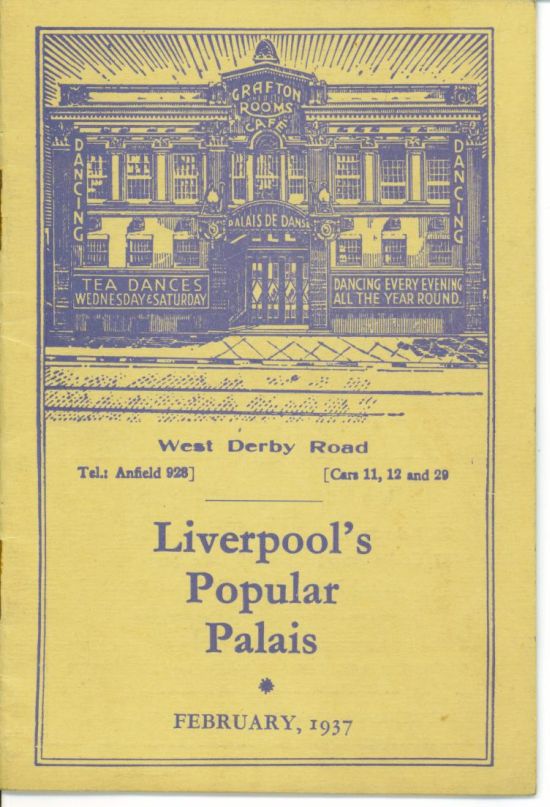 GRAFTON
ROOMS
CAFÉ
DANCING
DANCING
PALAIS DE DANSE
TEA DANCES
WEDNESDAY & SATURDAY
DANCING EVERY EVENING
ALL THE YEAR ROUND.
West Derby Road
Tel.: Anfield 928] [Cars 11, 12 and 29
Liverpool's
Popular
Palais
FEBRUARY, 1937